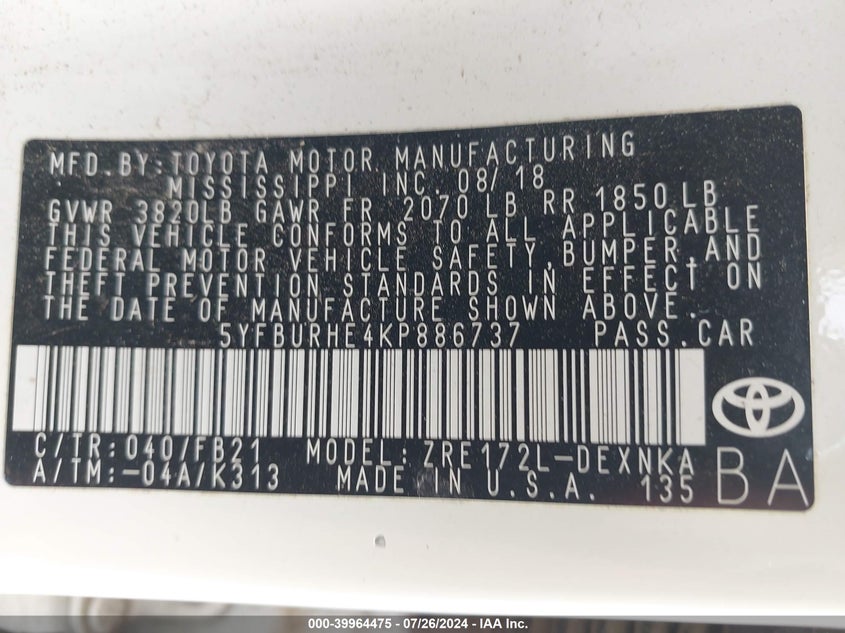 MFD.BY:TOYOTA MOTOR MANUFACTURING
MISSISSIPPI INC. 08/18
GVWR 3820LB GAWR FR 2070 LB RR 1850 LB
THIS VEHICLE CONFORMS TO ALL APPLICABLE
FEDERAL MOTOR VEHICLE SAFETY,BUMPER,AND
THEFT PREVENTION STANDARDS IN EFFECT ON
THE DATE OF MANUFACTURE SHOWN ABOVE.
5YFBURHE4KP886737 PASS.CAR
C/TR:040/FB21 MODEL:ZRE172L-DEXNKA
A/TM:-04A/K313 MADE IN U.S.A. 135 BA
000-39964475 - 07/26/2024 - IAA Inc.